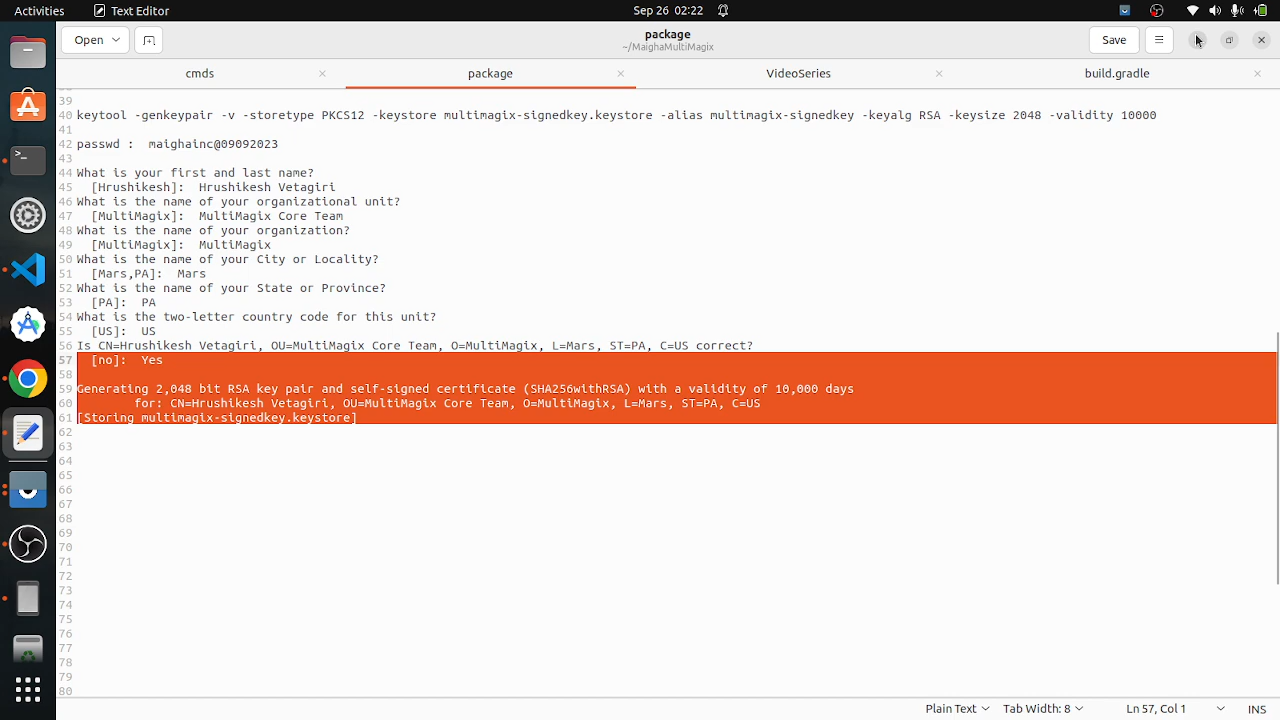 Activities Text Editor Sep 26 02:22
Open package Save
~/MaighaMultiMagix
cmds package VideoSeries build.gradle
39
40 keytool -genkeypair -v -storetype PKCS12 -keystore multimagix-signedkey.keystore -alias multimagix-signedkey -keyalg RSA -keysize 2048 -validity 10000
41
42 passwd :  maighainc@09092023
43
44 What is your first and last name?
45   [Hrushikesh]:  Hrushikesh Vetagiri
46 What is the name of your organizational unit?
47   [MultiMagix]:  MultiMagix Core Team
48 What is the name of your organization?
49   [MultiMagix]:  MultiMagix
50 What is the name of your City or Locality?
51   [Mars,PA]:  Mars
52 What is the name of your State or Province?
53   [PA]:  PA
54 What is the two-letter country code for this unit?
55   [US]:  US
56 Is CN=Hrushikesh Vetagiri, OU=MultiMagix Core Team, O=MultiMagix, L=Mars, ST=PA, C=US correct?
57   [no]:  Yes
58
59 Generating 2,048 bit RSA key pair and self-signed certificate (SHA256withRSA) with a validity of 10,000 days
60         for: CN=Hrushikesh Vetagiri, OU=MultiMagix Core Team, O=MultiMagix, L=Mars, ST=PA, C=US
61 [Storing multimagix-signedkey.keystore]
62
63
64
65
66
67
68
69
70
71
72
73
74
75
76
77
78
79
80
Plain Text Tab Width: 8 Ln 57, Col 1 INS